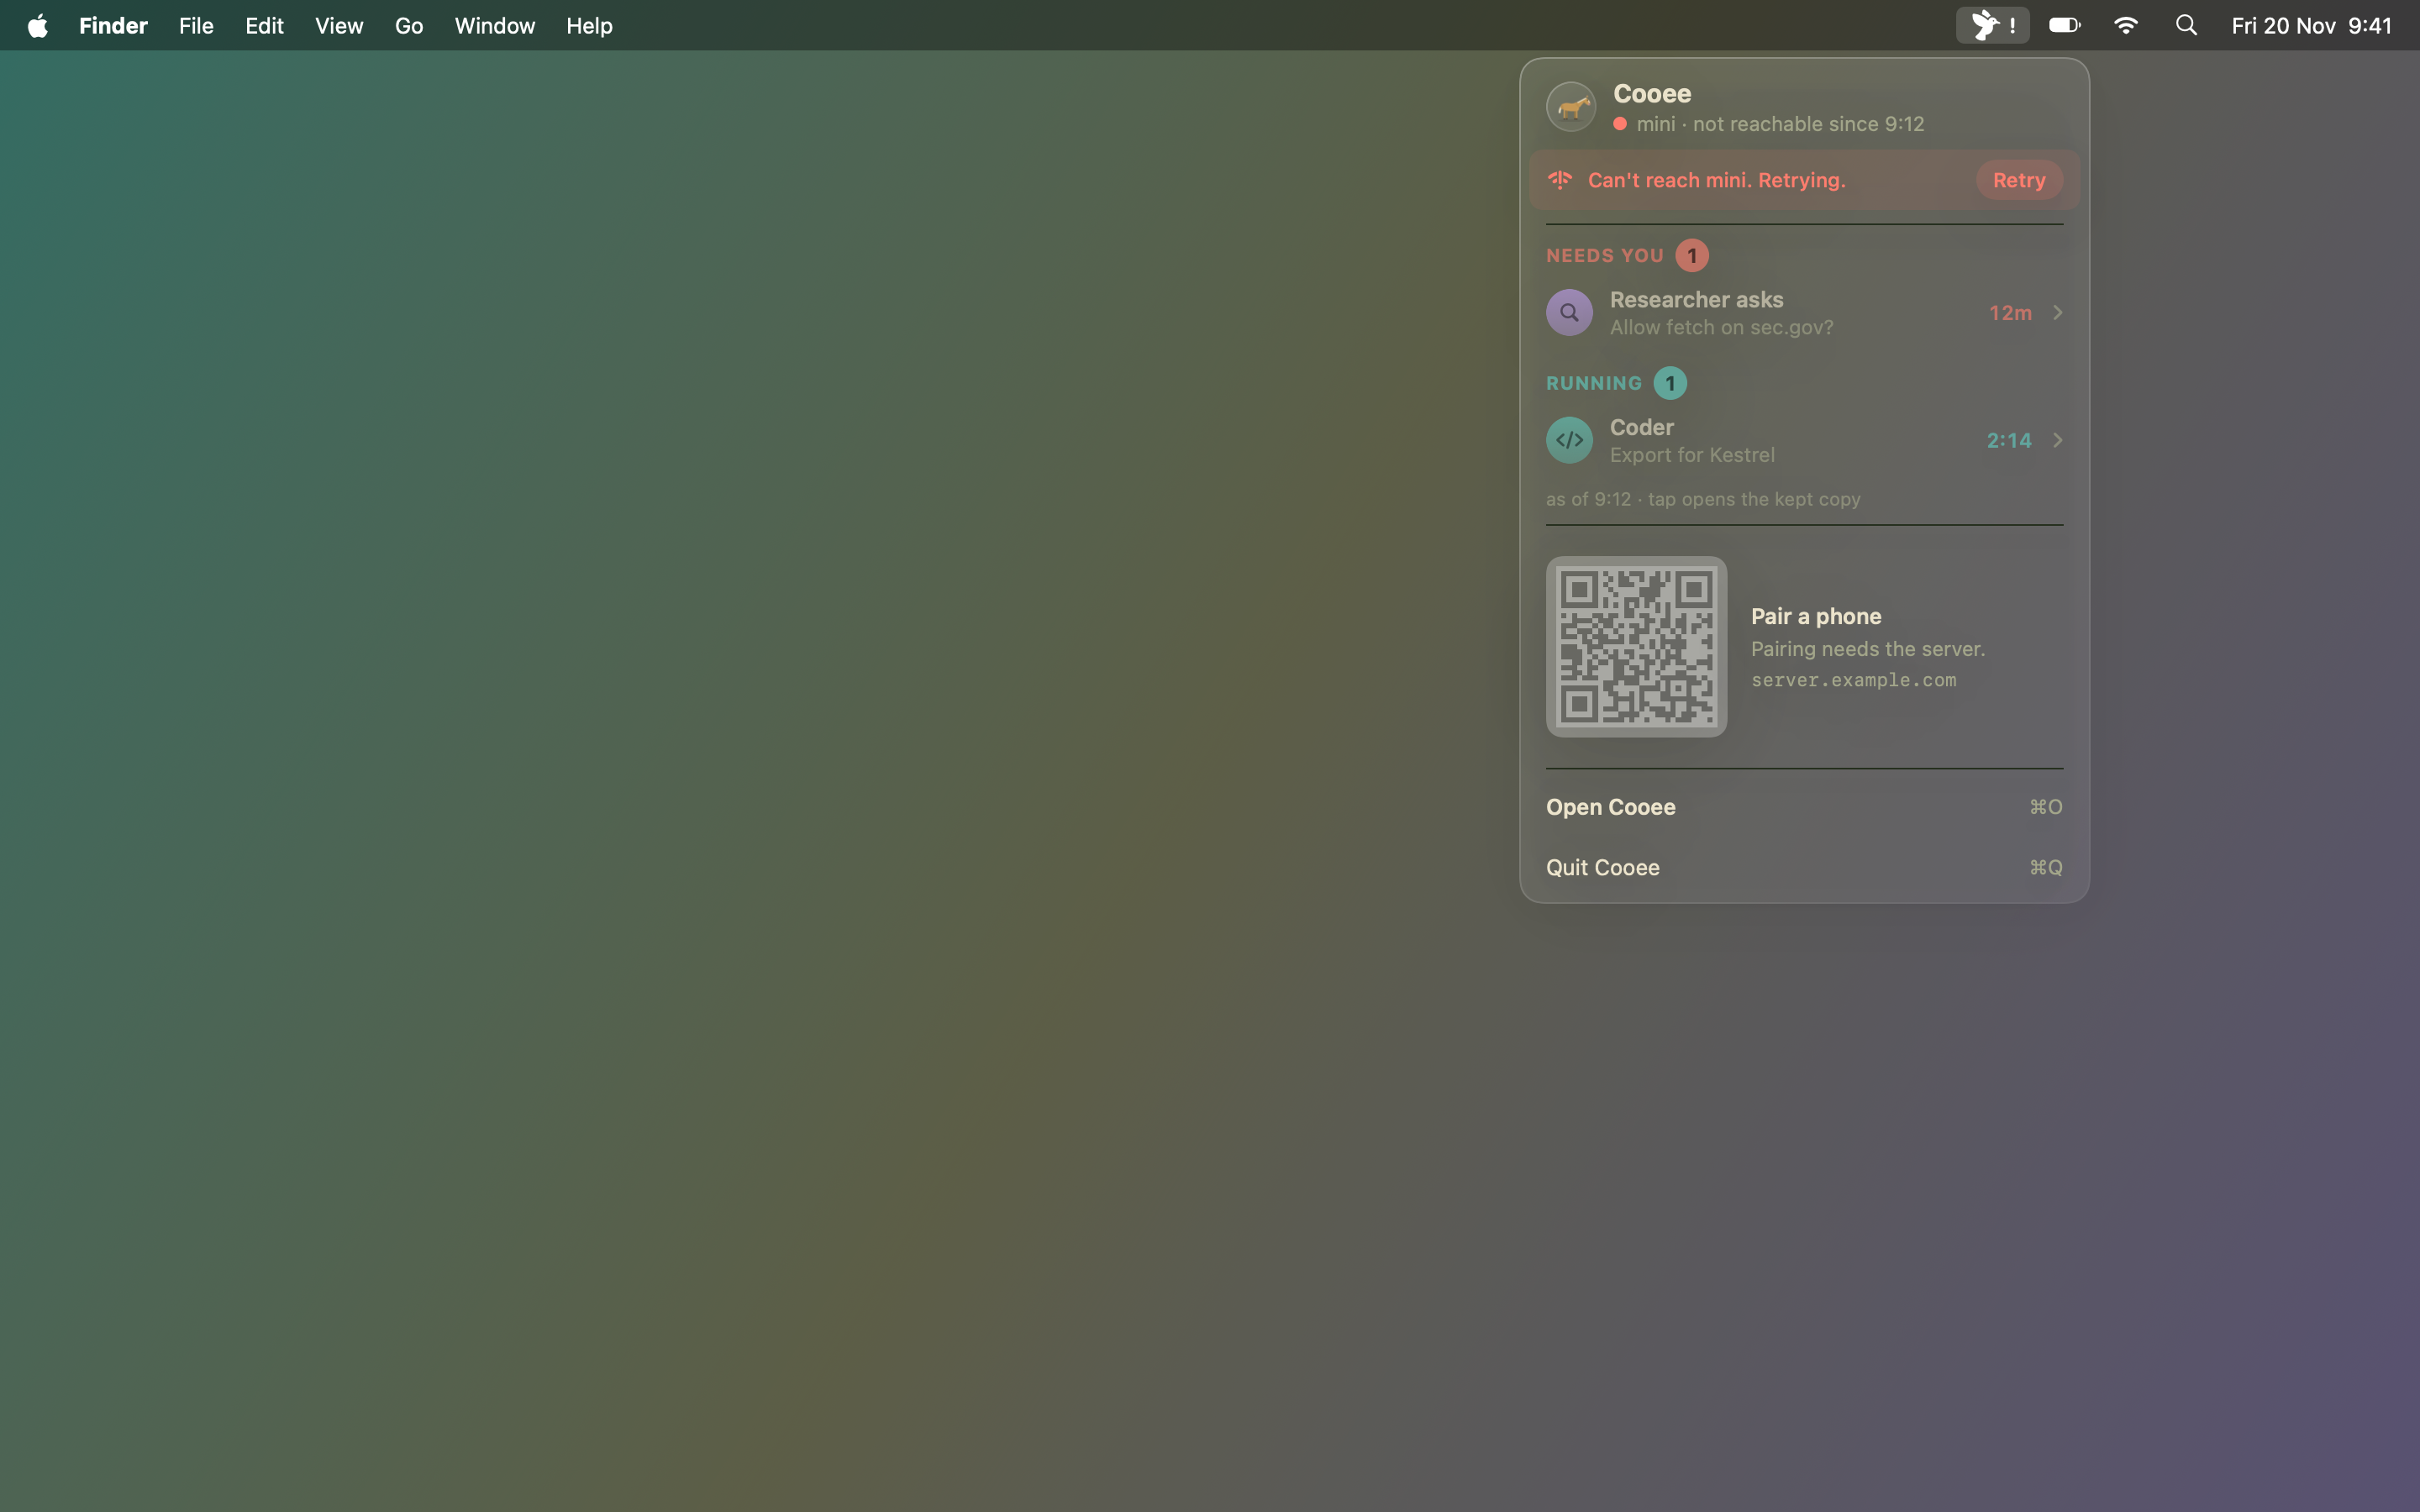 Finder File Edit View Go Window Help ! Fri 20 Nov 9:41
Cooee
mini · not reachable since 9:12
Can't reach mini. Retrying. Retry
NEEDS YOU 1
Researcher asks
Allow fetch on sec.gov?
12m
RUNNING 1
Coder
Export for Kestrel
2:14
as of 9:12 · tap opens the kept copy
Pair a phone
Pairing needs the server.
server.example.com
Open Cooee ⌘O
Quit Cooee ⌘Q